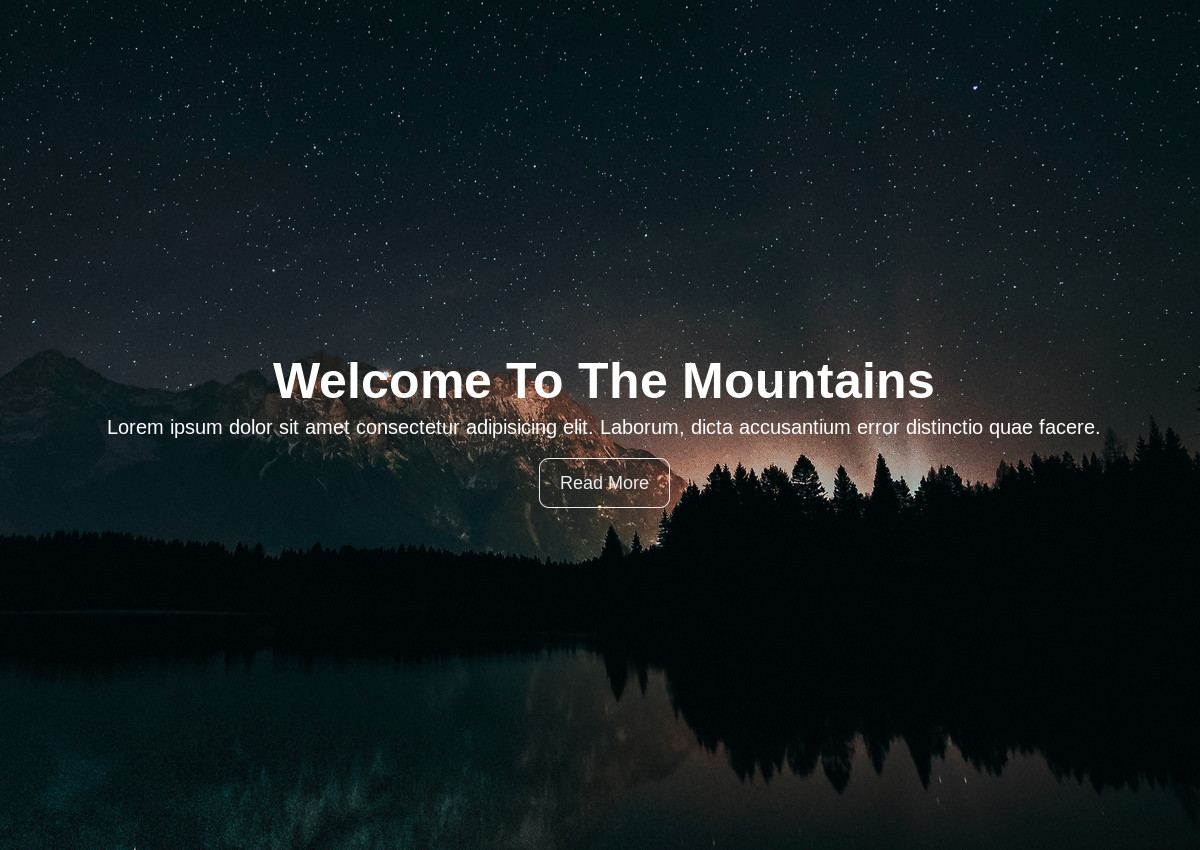 Welcome To The Mountains
Lorem ipsum dolor sit amet consectetur adipisicing elit. Laborum, dicta accusantium error distinctio quae facere.
Read More